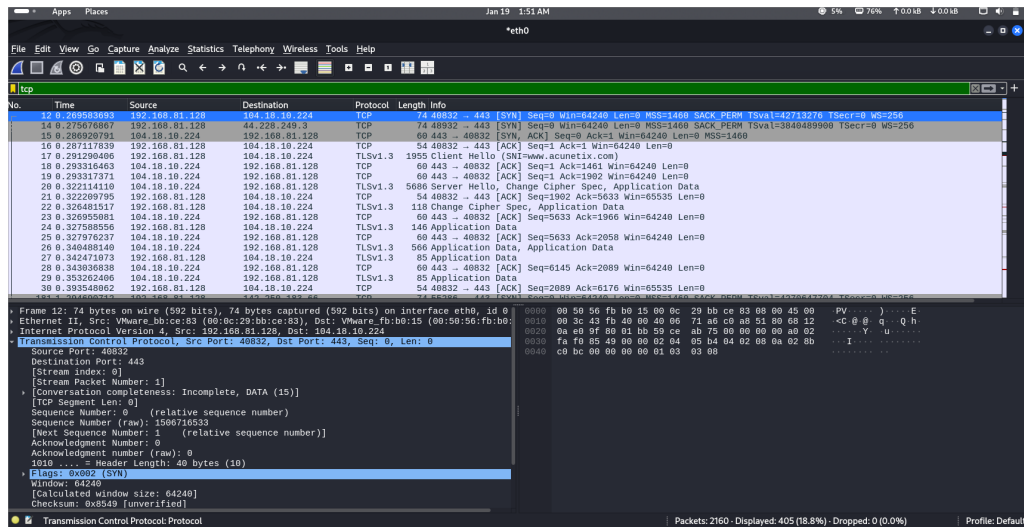 Apps Places Jan 19 1:51 AM 5% 76% ↑ 0.0 kB ↓ 0.0 kB
*eth0
File Edit View Go Capture Analyze Statistics Telephony Wireless Tools Help
tcp
No. Time Source Destination Protocol Length Info
12 0.269583693 192.168.81.128 104.18.10.224 TCP 74 40832 → 443 [SYN] Seq=0 Win=64240 Len=0 MSS=1460 SACK_PERM TSval=42713276 TSecr=0 WS=256
14 0.275676867 192.168.81.128 44.228.249.3 TCP 74 48932 → 443 [SYN] Seq=0 Win=64240 Len=0 MSS=1460 SACK_PERM TSval=3840489900 TSecr=0 WS=256
15 0.286920791 104.18.10.224 192.168.81.128 TCP 60 443 → 40832 [SYN, ACK] Seq=0 Ack=1 Win=64240 Len=0 MSS=1460
16 0.287117839 192.168.81.128 104.18.10.224 TCP 54 40832 → 443 [ACK] Seq=1 Ack=1 Win=64240 Len=0
17 0.291290406 192.168.81.128 104.18.10.224 TLSv1.3 1955 Client Hello (SNI=www.acunetix.com)
18 0.293316463 104.18.10.224 192.168.81.128 TCP 60 443 → 40832 [ACK] Seq=1 Ack=1461 Win=64240 Len=0
19 0.293317371 104.18.10.224 192.168.81.128 TCP 60 443 → 40832 [ACK] Seq=1 Ack=1902 Win=64240 Len=0
20 0.322114110 104.18.10.224 192.168.81.128 TLSv1.3 5686 Server Hello, Change Cipher Spec, Application Data
21 0.322209795 192.168.81.128 104.18.10.224 TCP 54 40832 → 443 [ACK] Seq=1902 Ack=5633 Win=65535 Len=0
22 0.326481517 192.168.81.128 104.18.10.224 TLSv1.3 118 Change Cipher Spec, Application Data
23 0.326955081 104.18.10.224 192.168.81.128 TCP 60 443 → 40832 [ACK] Seq=5633 Ack=1966 Win=64240 Len=0
24 0.327588556 192.168.81.128 104.18.10.224 TLSv1.3 146 Application Data
25 0.327976237 104.18.10.224 192.168.81.128 TCP 60 443 → 40832 [ACK] Seq=5633 Ack=2058 Win=64240 Len=0
26 0.340488140 104.18.10.224 192.168.81.128 TLSv1.3 566 Application Data, Application Data
27 0.342471073 192.168.81.128 104.18.10.224 TLSv1.3 85 Application Data
28 0.343036838 104.18.10.224 192.168.81.128 TCP 60 443 → 40832 [ACK] Seq=6145 Ack=2089 Win=64240 Len=0
29 0.353262406 104.18.10.224 192.168.81.128 TLSv1.3 85 Application Data
30 0.393548062 192.168.81.128 104.18.10.224 TCP 54 40832 → 443 [ACK] Seq=2089 Ack=6176 Win=65535 Len=0
Frame 12: 74 bytes on wire (592 bits), 74 bytes captured (592 bits) on interface eth0, id 0
Ethernet II, Src: VMware_bb:ce:83 (00:0c:29:bb:ce:83), Dst: VMware_fb:b0:15 (00:50:56:fb:b0:
Internet Protocol Version 4, Src: 192.168.81.128, Dst: 104.18.10.224
Transmission Control Protocol, Src Port: 40832, Dst Port: 443, Seq: 0, Len: 0
Source Port: 40832
Destination Port: 443
[Stream index: 0]
[Stream Packet Number: 1]
[Conversation completeness: Incomplete, DATA (15)]
[TCP Segment Len: 0]
Sequence Number: 0 (relative sequence number)
Sequence Number (raw): 1506716533
[Next Sequence Number: 1 (relative sequence number)]
Acknowledgment Number: 0
Acknowledgment number (raw): 0
1010 .... = Header Length: 40 bytes (10)
Flags: 0x002 (SYN)
Window: 64240
[Calculated window size: 64240]
Checksum: 0x8549 [unverified]
0000 00 50 56 fb b0 15 00 0c 29 bb ce 83 08 00 45 00 ·PV·····)·····E·
0010 00 3c 43 fb 40 00 40 06 71 a6 c0 a8 51 80 68 12 ·<C·@·@·q···Q·h·
0020 0a e0 9f 80 01 bb 59 ce ab 75 00 00 00 00 a0 02 ······Y··u······
0030 fa f0 85 49 00 00 02 04 05 b4 04 02 08 0a 02 8b ···I············
0040 c0 bc 00 00 00 00 01 03 03 08 ··········
Transmission Control Protocol: Protocol Packets: 2160 · Displayed: 405 (18.8%) · Dropped: 0 (0.0%) Profile: Defaul